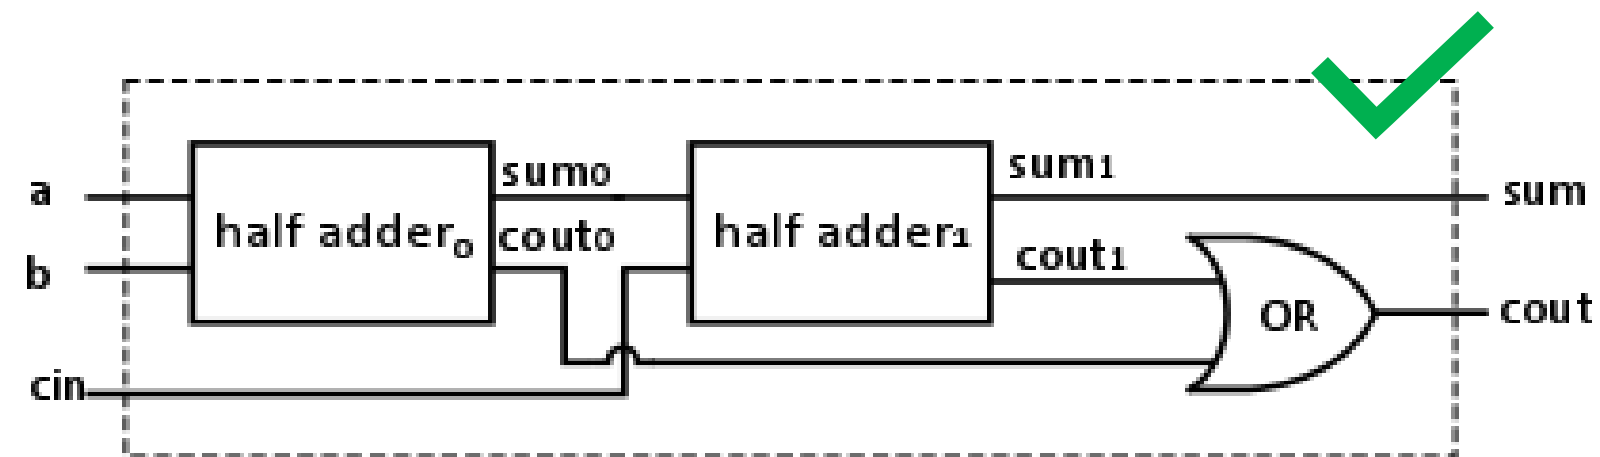 a
b
cin
half adder₀
sum0
cout0
half adder1
sum1
cout1
OR
sum
cout